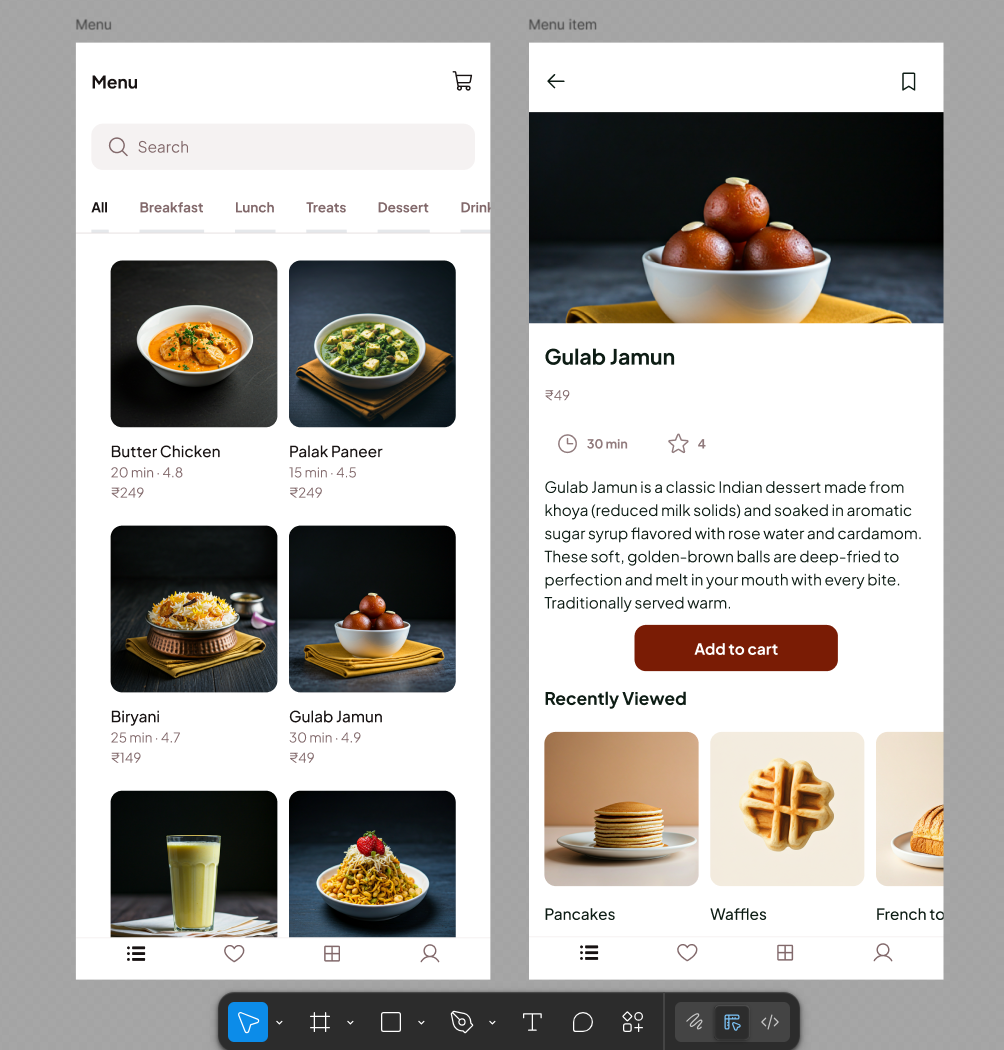 Menu
Menu
Search
All Breakfast Lunch Treats Dessert Drink
Butter Chicken
20 min · 4.8
₹249
Palak Paneer
15 min · 4.5
₹249
Biryani
25 min · 4.7
₹149
Gulab Jamun
30 min · 4.9
₹49
Menu item
Gulab Jamun
₹49
30 min 4
Gulab Jamun is a classic Indian dessert made from
khoya (reduced milk solids) and soaked in aromatic
sugar syrup flavored with rose water and cardamom.
These soft, golden-brown balls are deep-fried to
perfection and melt in your mouth with every bite.
Traditionally served warm.
Add to cart
Recently Viewed
Pancakes Waffles French to